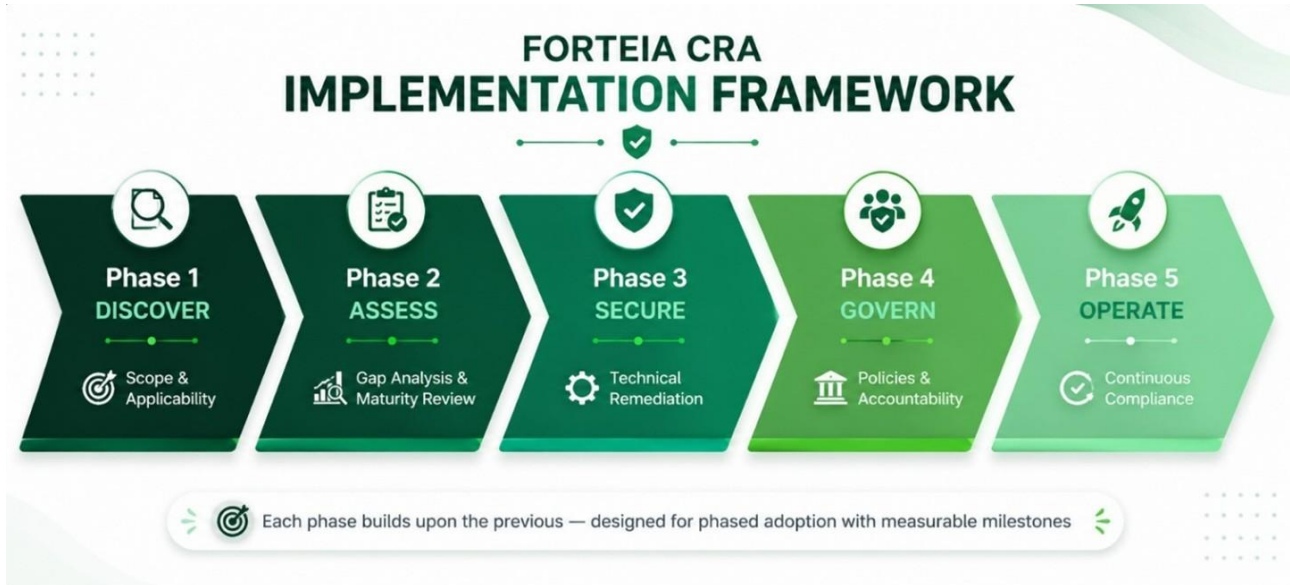 FORTEIA CRA
IMPLEMENTATION FRAMEWORK
Phase 1
DISCOVER
Scope &
Applicability
Phase 2
ASSESS
Gap Analysis &
Maturity Review
Phase 3
SECURE
Technical
Remediation
Phase 4
GOVERN
Policies &
Accountability
Phase 5
OPERATE
Continuous
Compliance
Each phase builds upon the previous — designed for phased adoption with measurable milestones